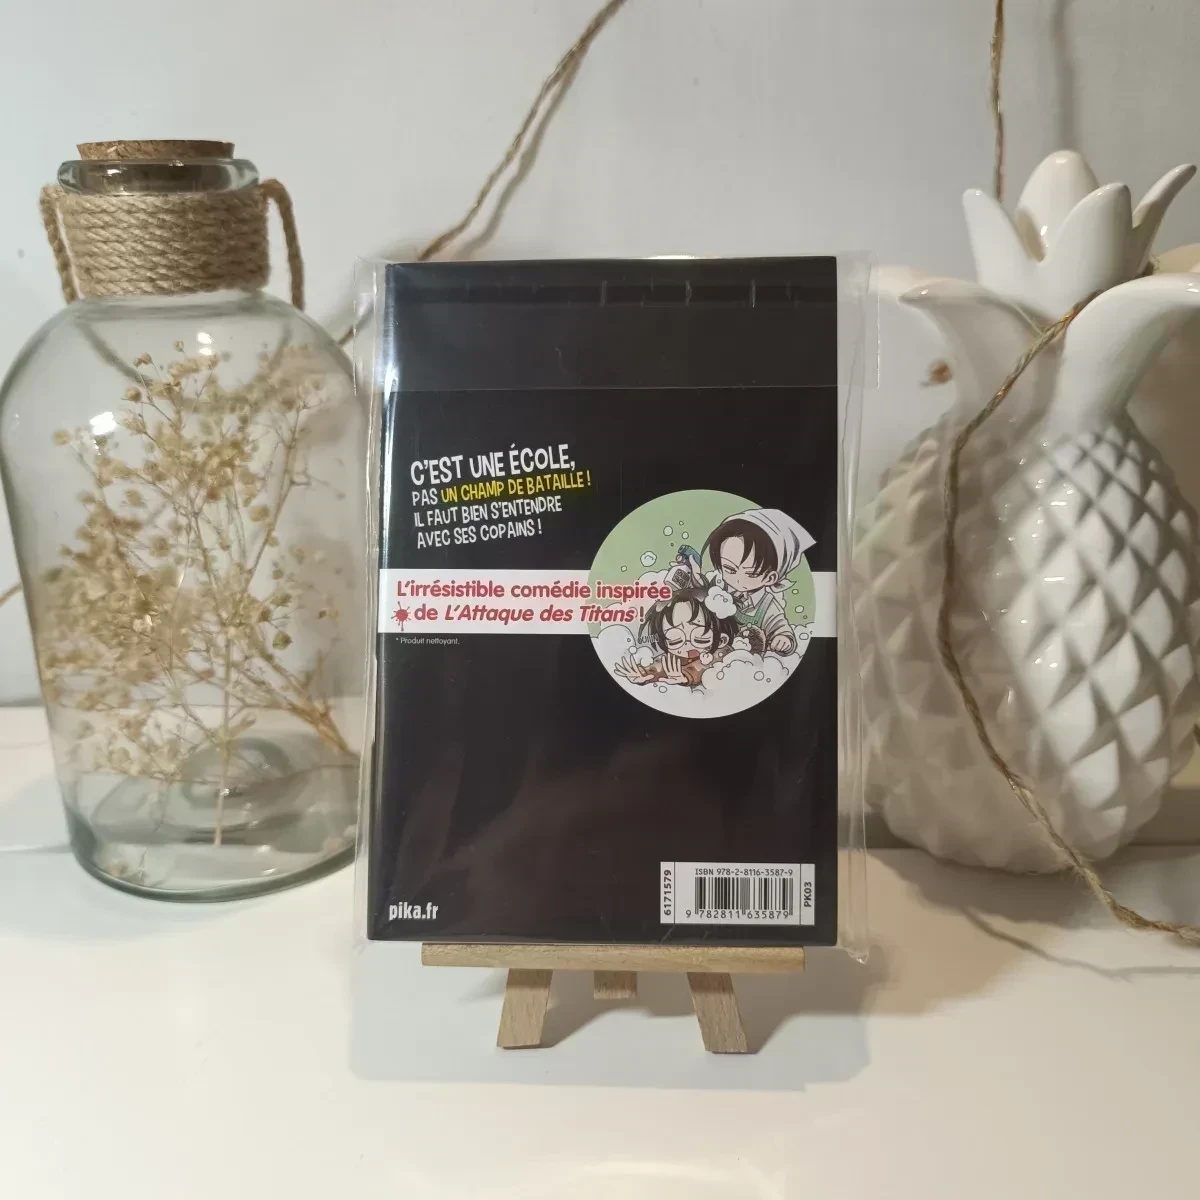 C'EST UNE ÉCOLE,
PAS UN CHAMP DE BATAILLE !
IL FAUT BIEN S'ENTENDRE
AVEC SES COPAINS !
L'irrésistible comédie inspirée
de L'Attaque des Titans !
* Produit nettoyant.
pika.fr
6171579
ISBN 978-2-8116-3587-9
9 782811 635879
PK03